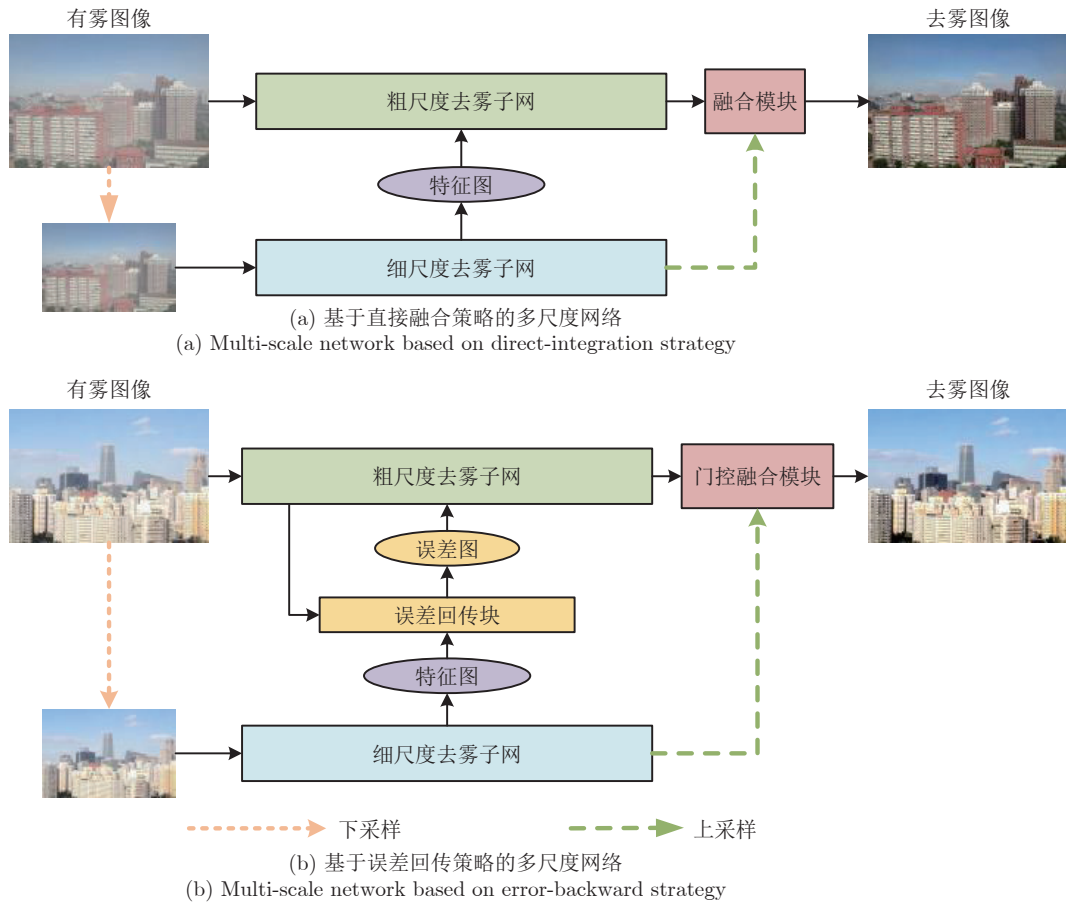 有雾图像
去雾图像
粗尺度去雾子网
融合模块
特征图
细尺度去雾子网
(a) 基于直接融合策略的多尺度网络
(a) Multi-scale network based on direct-integration strategy
有雾图像
去雾图像
粗尺度去雾子网
门控融合模块
误差图
误差回传块
特征图
细尺度去雾子网
下采样
上采样
(b) 基于误差回传策略的多尺度网络
(b) Multi-scale network based on error-backward strategy